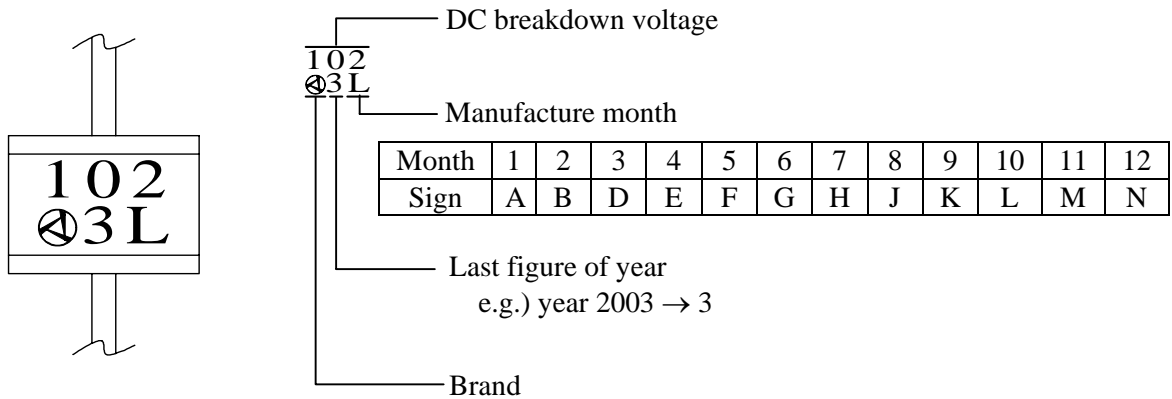 DC breakdown voltage
102
3L
Manufacture month
Month 1 2 3 4 5 6 7 8 9 10 11 12
Sign A B D E F G H J K L M N
102
3L
Last figure of year
e.g.) year 2003 → 3
Brand